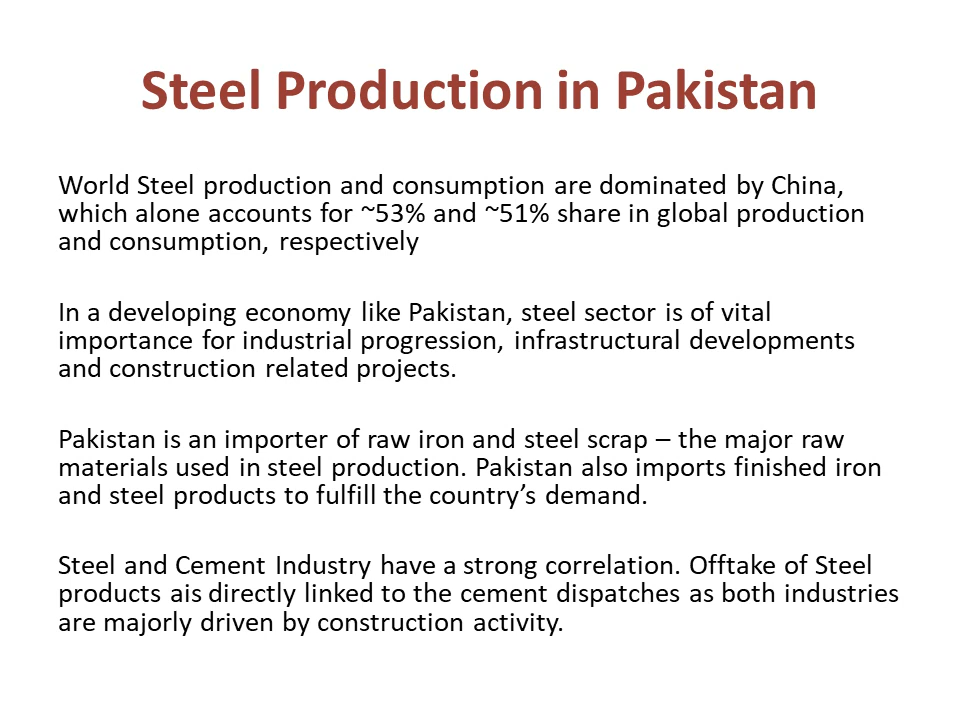 Steel Production in Pakistan
World Steel production and consumption are dominated by China,
which alone accounts for ~53% and ~51% share in global production
and consumption, respectively
In a developing economy like Pakistan, steel sector is of vital
importance for industrial progression, infrastructural developments
and construction related projects.
Pakistan is an importer of raw iron and steel scrap – the major raw
materials used in steel production. Pakistan also imports finished iron
and steel products to fulfill the country’s demand.
Steel and Cement Industry have a strong correlation. Offtake of Steel
products ais directly linked to the cement dispatches as both industries
are majorly driven by construction activity.